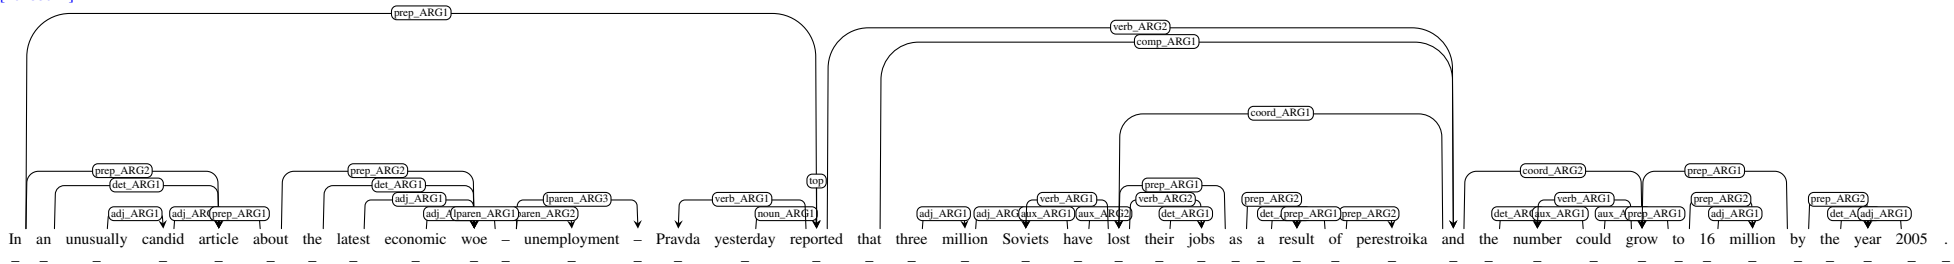 prep_ARG1
verb_ARG2
comp_ARG1
coord_ARG1
prep_ARG2 prep_ARG2 coord_ARG2 prep_ARG1
det_ARG1 det_ARG1 top prep_ARG1
adj_ARG1 lparen_ARG3 verb_ARG1 verb_ARG1 verb_ARG2 prep_ARG2 verb_ARG1 prep_ARG2 prep_ARG2
adj_ARG1 prep_ARG1 lparen_ARG1 noun_ARG1 adj_ARG1 aux_ARG1 det_ARG1 prep_ARG1 prep_ARG2 aux_ARG1 prep_ARG1 adj_ARG1 adj_ARG1
In an unusually candid article about the latest economic woe – unemployment – Pravda yesterday reported that three million Soviets have lost their jobs as a result of perestroika and the number could grow to 16 million by the year 2005 .